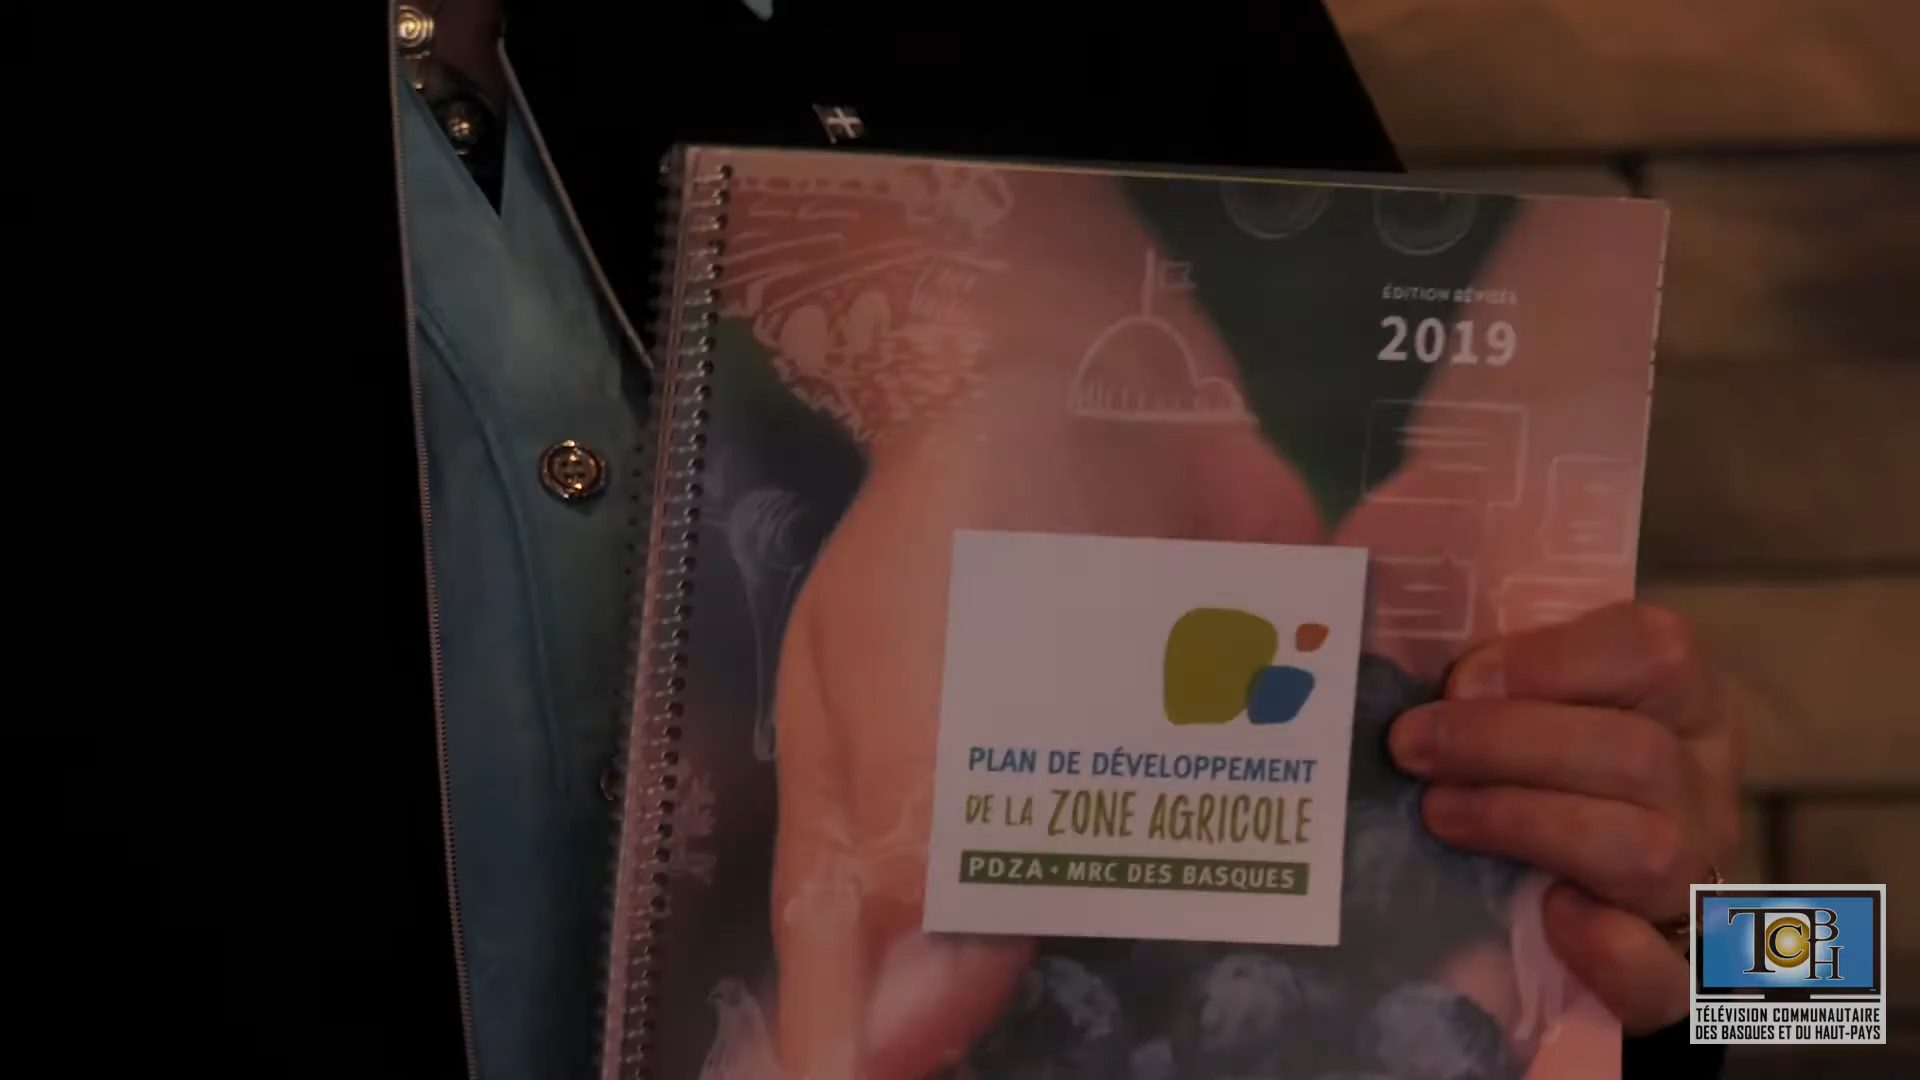 ÉDITION RÉVISÉE
2019
PLAN DE DÉVELOPPEMENT
DE LA ZONE AGRICOLE
PDZA • MRC DES BASQUES
TCBH
TÉLÉVISION COMMUNAUTAIRE
DES BASQUES ET DU HAUT-PAYS